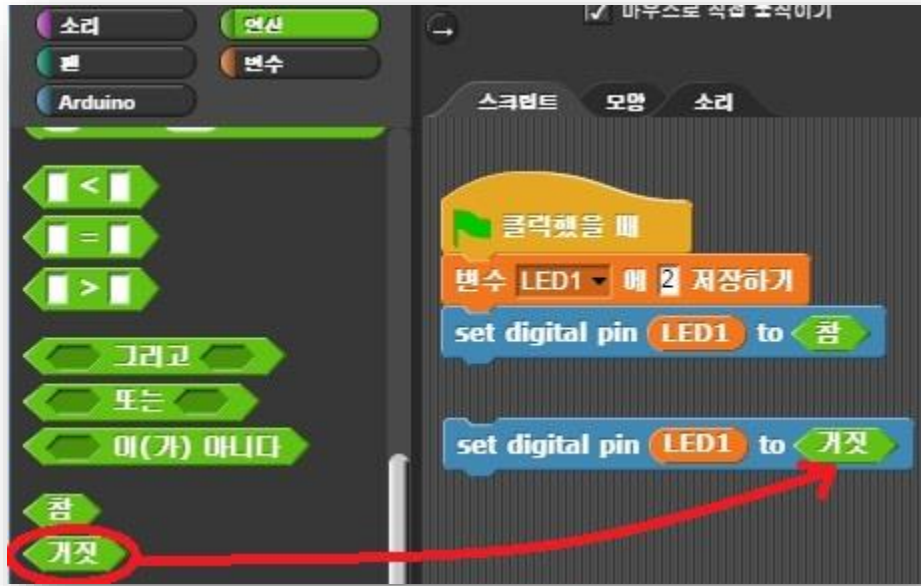 소리
연산
펜
변수
Arduino
<
=
>
그리고
또는
이(가) 아니다
참
거짓
마우스로 직접 움직이기
스크립트
모양
소리
클릭했을 때
변수 LED1 에 2 저장하기
set digital pin LED1 to 참
set digital pin LED1 to 거짓